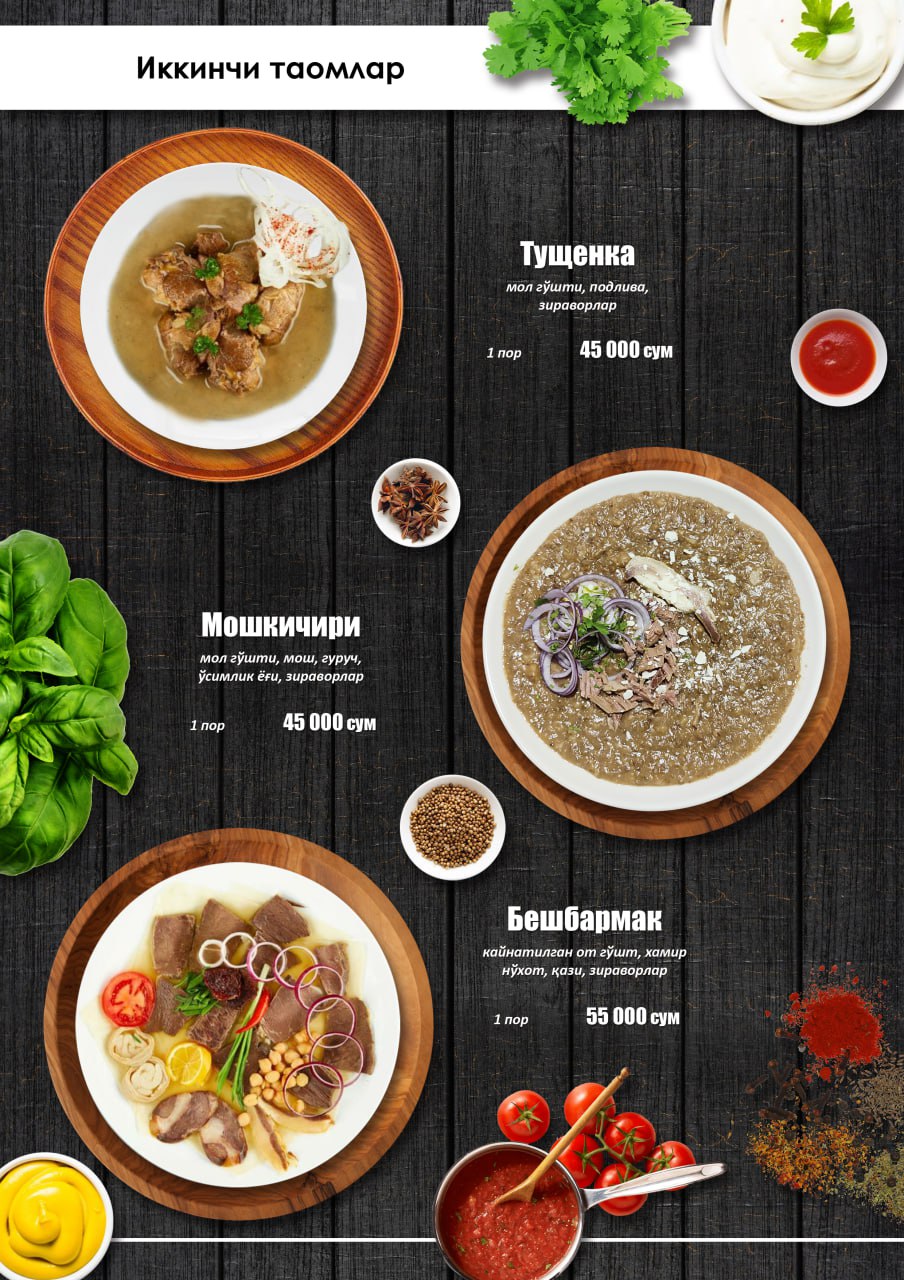 Иккинчи таомлар
Тущенка
мол гўшти, подлива,
зираворлар
1 пор 45 000 сум
Мошкичири
мол гўшти, мош, гуруч,
ўсимлик ёғи, зираворлар
1 пор 45 000 сум
Бешбармак
кайнатилган от гўшт, хамир
нўхот, қази, зираворлар
1 пор 55 000 сум